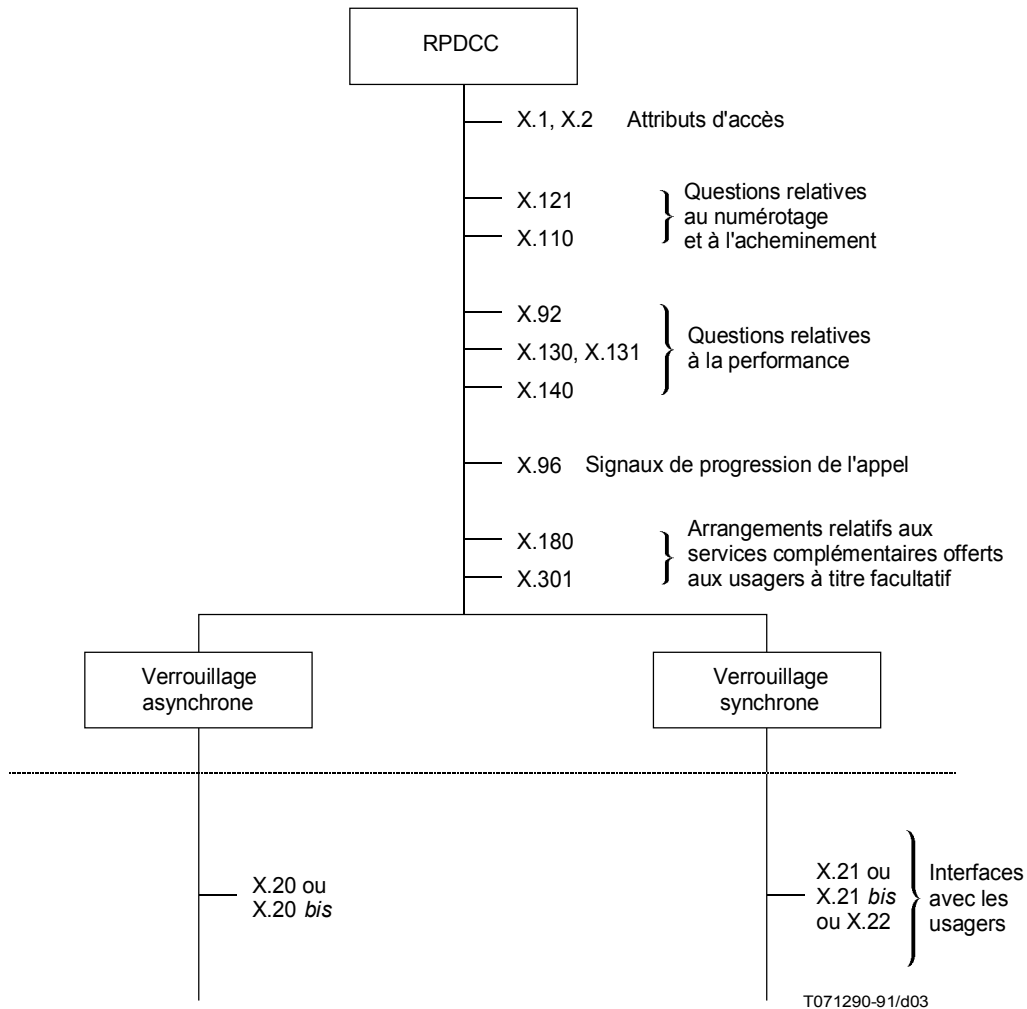 RPDCC
X.1, X.2 Attributs d'accès
X.121
X.110
Questions relatives
au numérotage
et à l'acheminement
X.92
X.130, X.131
X.140
Questions relatives
à la performance
X.96 Signaux de progression de l'appel
X.180
X.301
Arrangements relatifs aux
services complémentaires offerts
aux usagers à titre facultatif
Verrouillage
asynchrone
Verrouillage
synchrone
X.20 ou
X.20 bis
X.21 ou
X.21 bis
ou X.22
Interfaces
avec les
usagers
T071290-91/d03